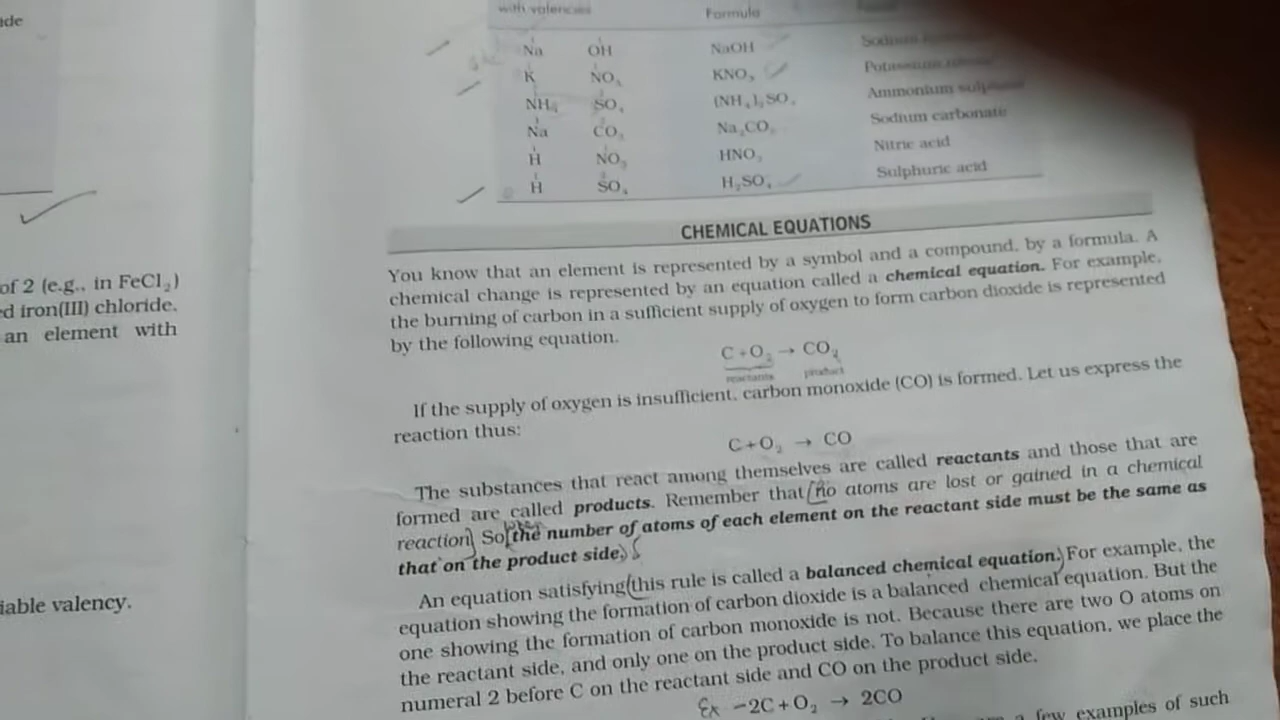 ade
of 2 (e.g., in FeCl₂)
ed iron(III) chloride.
an element with
iable valency.
with valencies Formula
Na OH NaOH
K NO₃ KNO₃
NH₄ SO₄ (NH₄)₂SO₄ Ammonium
Na CO₃ Na₂CO₃ Sodium carbonate
H NO₃ HNO₃ Nitric acid
H SO₄ H₂SO₄ Sulphuric acid
CHEMICAL EQUATIONS
You know that an element is represented by a symbol and a compound, by a formula. A
chemical change is represented by an equation called a chemical equation. For example,
the burning of carbon in a sufficient supply of oxygen to form carbon dioxide is represented
by the following equation.
C + O₂ → CO₂
reactants product
If the supply of oxygen is insufficient, carbon monoxide (CO) is formed. Let us express the
reaction thus:
C + O₂ → CO
The substances that react among themselves are called reactants and those that are
formed are called products. Remember that no atoms are lost or gained in a chemical
reaction. So the number of atoms of each element on the reactant side must be the same as
that on the product side.
An equation satisfying this rule is called a balanced chemical equation. For example, the
equation showing the formation of carbon dioxide is a balanced chemical equation. But the
one showing the formation of carbon monoxide is not. Because there are two O atoms on
the reactant side, and only one on the product side. To balance this equation, we place the
numeral 2 before C on the reactant side and CO on the product side.
Ex - 2C + O₂ → 2CO
a few examples of such